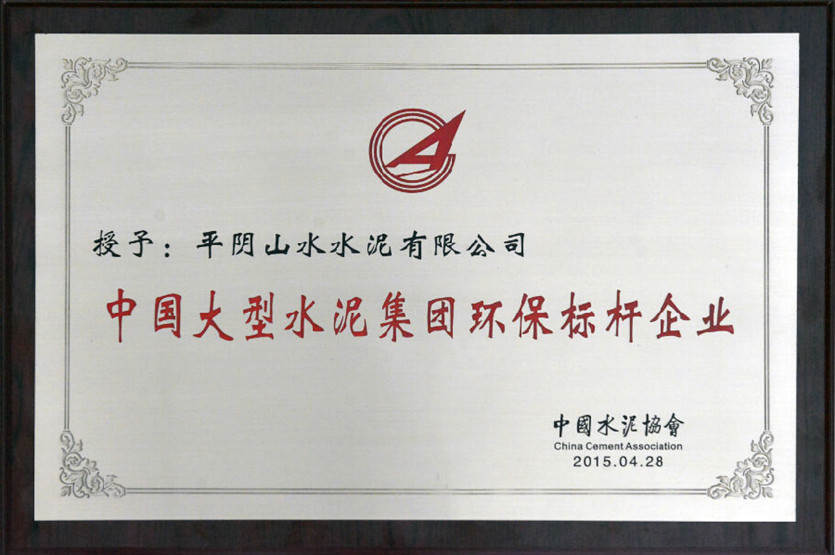 授予：平阴山水水泥有限公司
中国大型水泥集团环保标杆企业
中國水泥協會
China Cement Association
2015.04.28